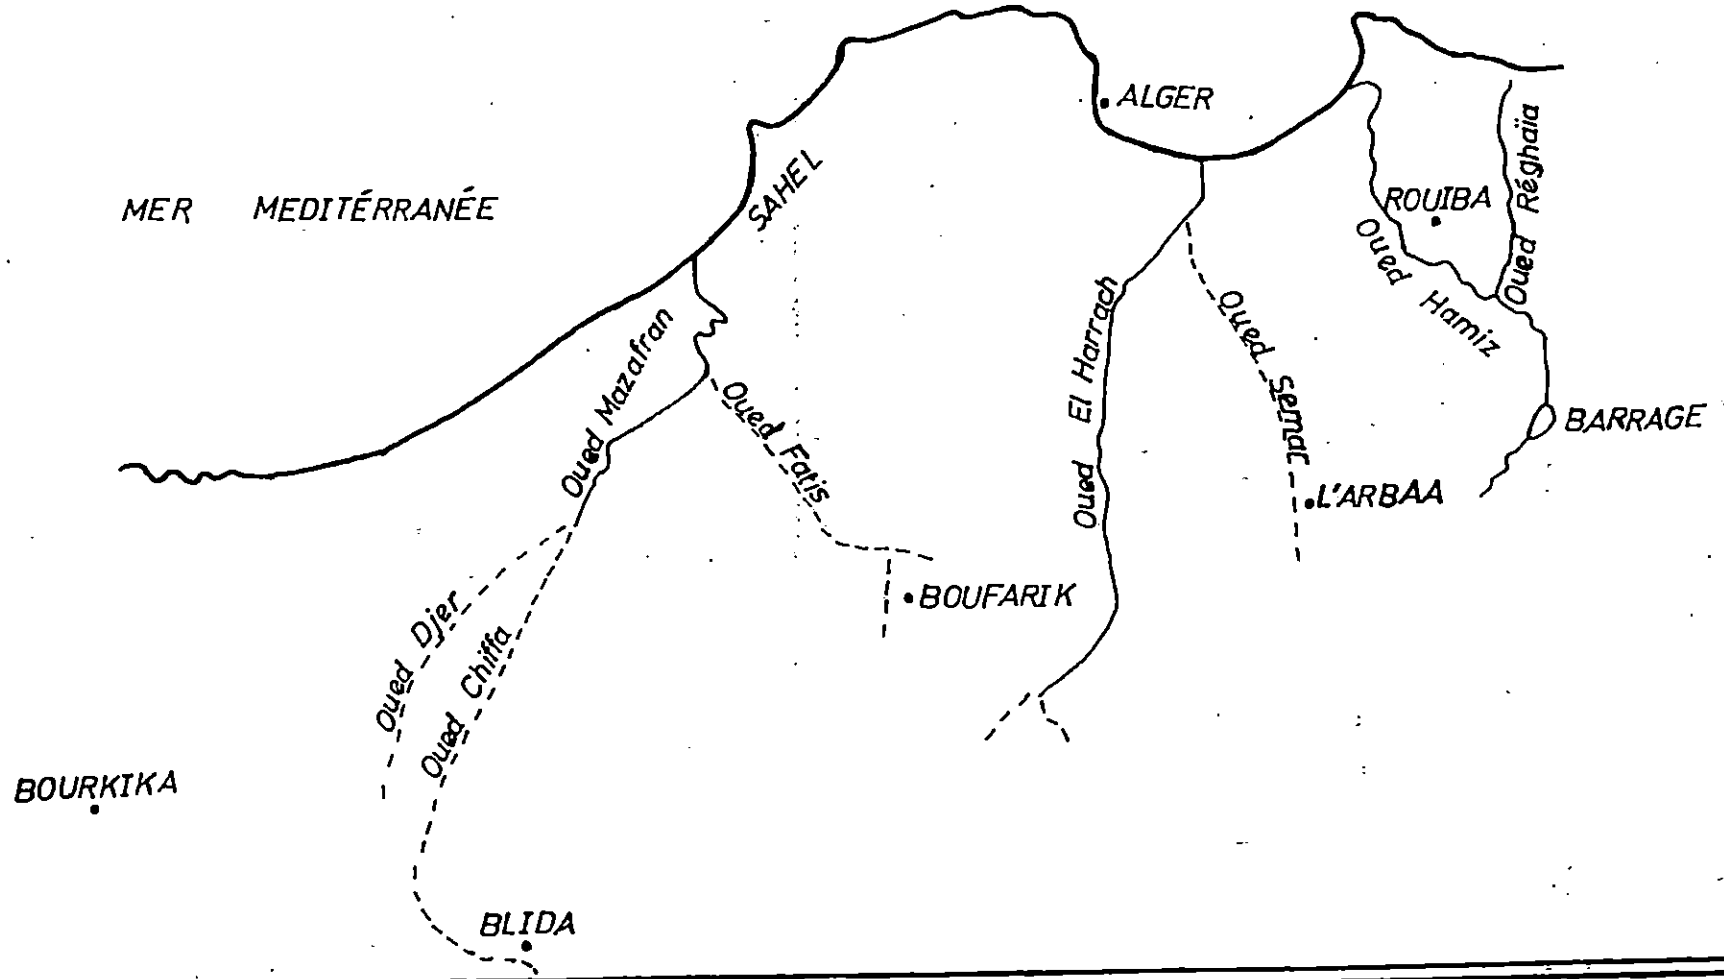 ALGER
MER MEDITÉRRANÉE
SAHEL
ROUIBA
Oued Réghaïa
Oued Hamiz
Oued Mazafran
Oued Fatis
Oued El Harrach
Oued Semar
BARRAGE
L'ARBAA
BOUFARIK
Oued Djer
Oued Chiffa
BOURKIKA
BLIDA